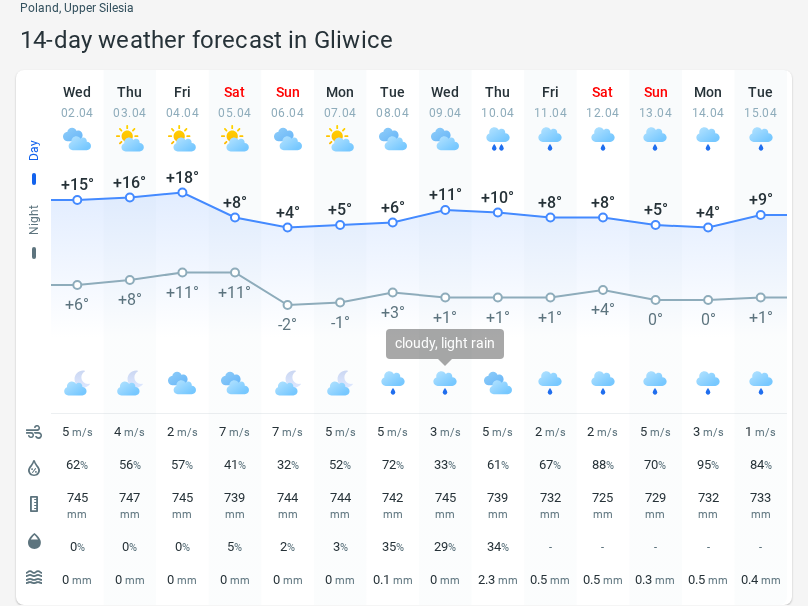 Poland, Upper Silesia
14-day weather forecast in Gliwice
Wed Thu Fri Sat Sun Mon Tue Wed Thu Fri Sat Sun Mon Tue
02.04 03.04 04.04 05.04 06.04 07.04 08.04 09.04 10.04 11.04 12.04 13.04 14.04 15.04
Day
+15° +16° +18° +8° +4° +5° +6° +11° +10° +8° +8° +5° +4° +9°
Night
+6° +8° +11° +11° -2° -1° +3° +1° +1° +1° +4° 0° 0° +1°
cloudy, light rain
5 m/s 4 m/s 2 m/s 7 m/s 7 m/s 5 m/s 5 m/s 3 m/s 5 m/s 2 m/s 2 m/s 5 m/s 3 m/s 1 m/s
62% 56% 57% 41% 32% 52% 72% 33% 61% 67% 88% 70% 95% 84%
745 747 745 739 744 744 742 745 739 732 725 729 732 733
mm mm mm mm mm mm mm mm mm mm mm mm mm mm
0% 0% 0% 5% 2% 3% 35% 29% 34% - - - - -
0 mm 0 mm 0 mm 0 mm 0 mm 0 mm 0.1 mm 0 mm 2.3 mm 0.5 mm 0.5 mm 0.3 mm 0.5 mm 0.4 mm